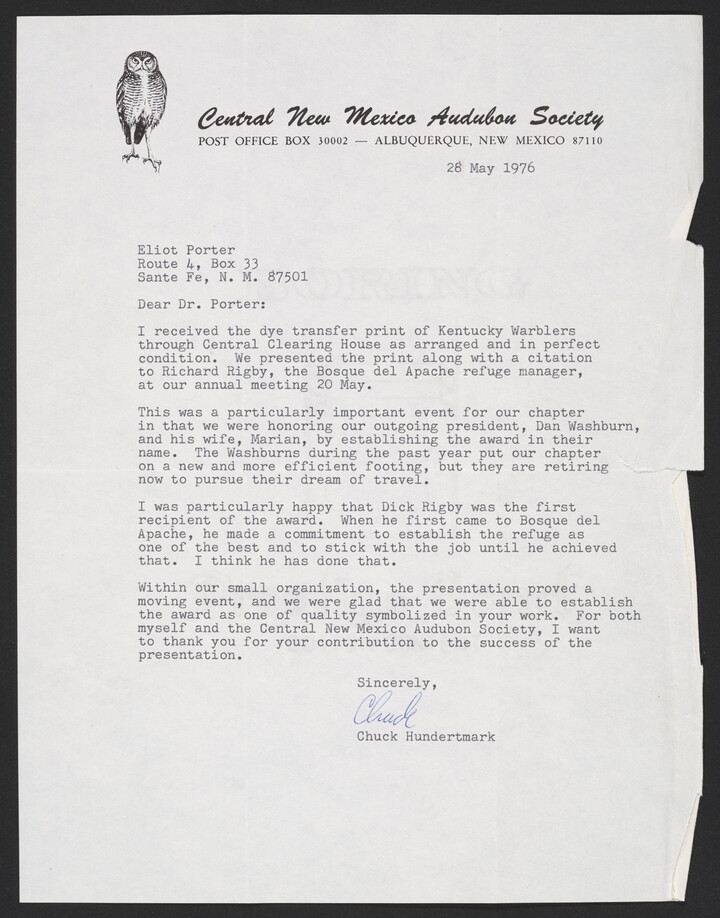 Central New Mexico Audubon Society
POST OFFICE BOX 30002 — ALBUQUERQUE, NEW MEXICO 87110
28 May 1976
Eliot Porter
Route 4, Box 33
Sante Fe, N. M. 87501
Dear Dr. Porter:
I received the dye transfer print of Kentucky Warblers
through Central Clearing House as arranged and in perfect
condition. We presented the print along with a citation
to Richard Rigby, the Bosque del Apache refuge manager,
at our annual meeting 20 May.
This was a particularly important event for our chapter
in that we were honoring our outgoing president, Dan Washburn,
and his wife, Marian, by establishing the award in their
name. The Washburns during the past year put our chapter
on a new and more efficient footing, but they are retiring
now to pursue their dream of travel.
I was particularly happy that Dick Rigby was the first
recipient of the award. When he first came to Bosque del
Apache, he made a commitment to establish the refuge as
one of the best and to stick with the job until he achieved
that. I think he has done that.
Within our small organization, the presentation proved a
moving event, and we were glad that we were able to establish
the award as one of quality symbolized in your work. For both
myself and the Central New Mexico Audubon Society, I want
to thank you for your contribution to the success of the
presentation.
Sincerely,
Chuck
Chuck Hundertmark